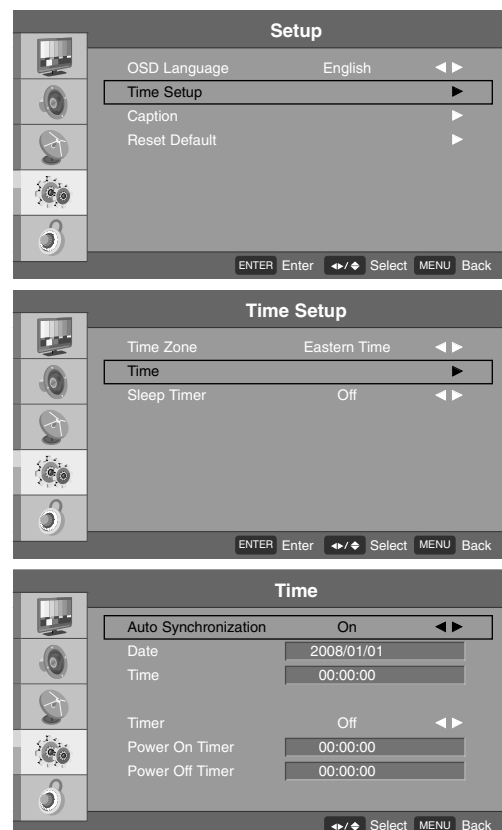 Setup
OSD Language English ◀ ▶
Time Setup ▶
Caption ▶
Reset Default ▶
ENTER Enter ◂▸/◆ Select MENU Back
Time Setup
Time Zone Eastern Time ◀ ▶
Time ▶
Sleep Timer Off ◀ ▶
ENTER Enter ◂▸/◆ Select MENU Back
Time
Auto Synchronization On ◀ ▶
Date 2008/01/01
Time 00:00:00
Timer Off ◀ ▶
Power On Timer 00:00:00
Power Off Timer 00:00:00
◂▸/◆ Select MENU Back